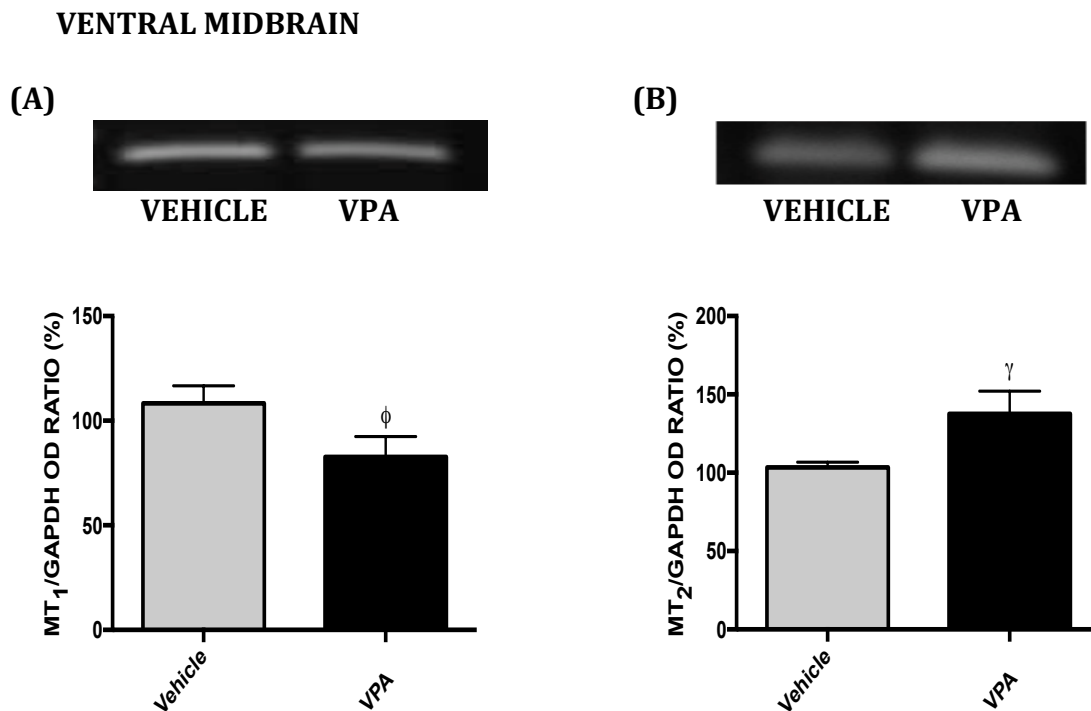 VENTRAL MIDBRAIN
(A)
VEHICLE VPA
MT1/GAPDH OD RATIO (%)
150
100
50
0
ϕ
Vehicle
VPA
(B)
VEHICLE VPA
MT2/GAPDH OD RATIO (%)
200
150
100
50
0
γ
Vehicle
VPA